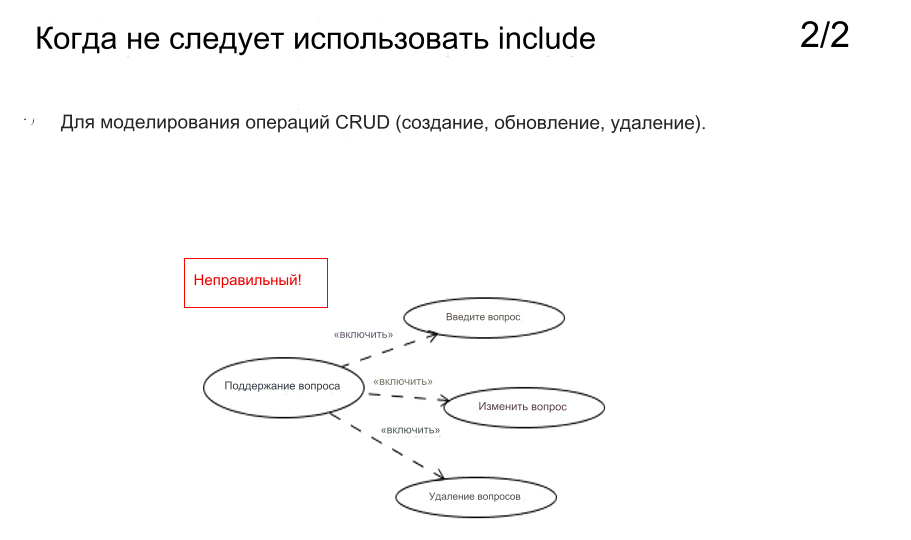 Когда не следует использовать include
2/2
Для моделирования операций CRUD (создание, обновление, удаление).
Неправильный!
Введите вопрос
«включить»
Поддержание вопроса
«включить»
Изменить вопрос
«включить»
Удаление вопросов